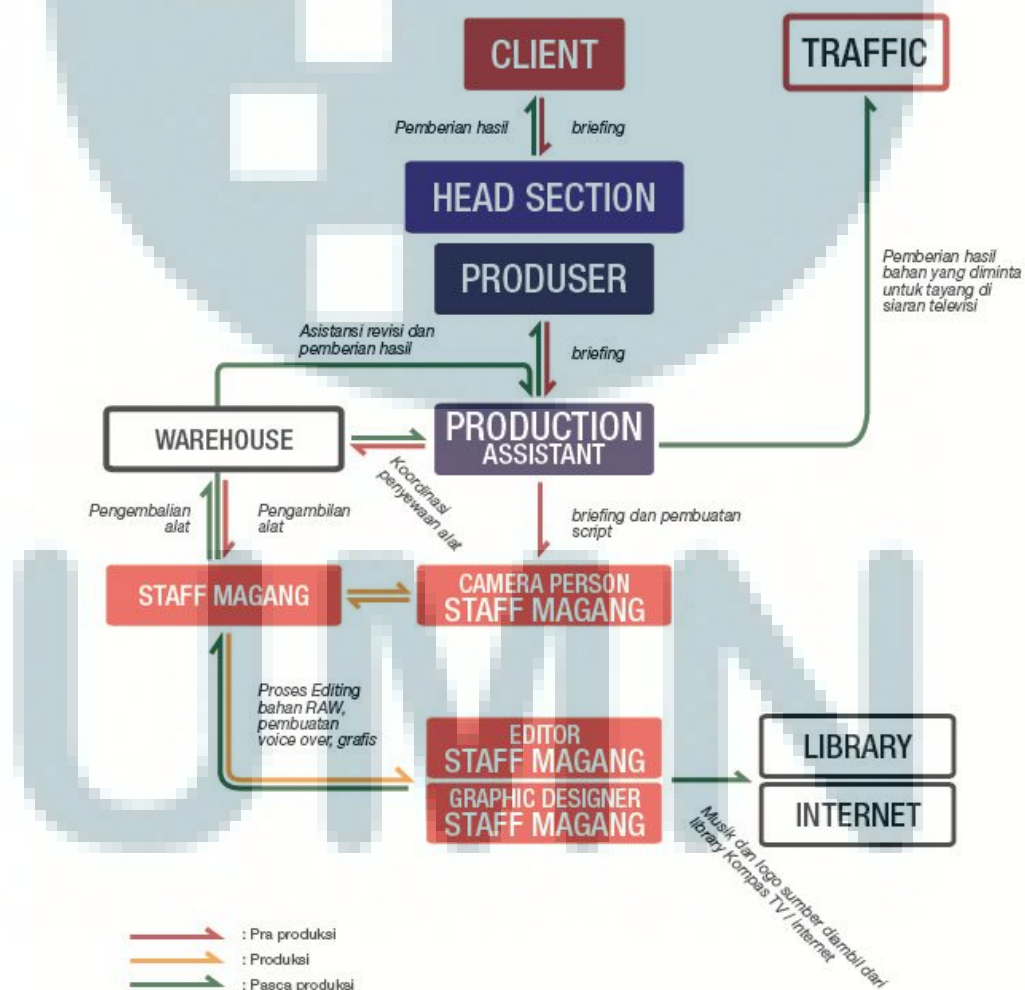 CLIENT
TRAFFIC
Pemberian hasil
briefing
HEAD SECTION
PRODUSER
Pemberian hasil
bahan yang diminta
untuk tayang di
siaran televisi
Asistansi revisi dan
pemberian hasil
briefing
WAREHOUSE
PRODUCTION
ASSISTANT
Koordinasi
penyewaan alat
Pengembalian
alat
Pengambilan
alat
briefing dan pembuatan
script
STAFF MAGANG
CAMERA PERSON
STAFF MAGANG
Proses Editing
bahan RAW,
pembuatan
voice over, grafis
EDITOR
STAFF MAGANG
GRAPHIC DESIGNER
STAFF MAGANG
LIBRARY
INTERNET
Musik dan logo sumber diambil dari
library Kompas TV / Internet
UMN
: Pra produksi
: Produksi
: Pasca produksi